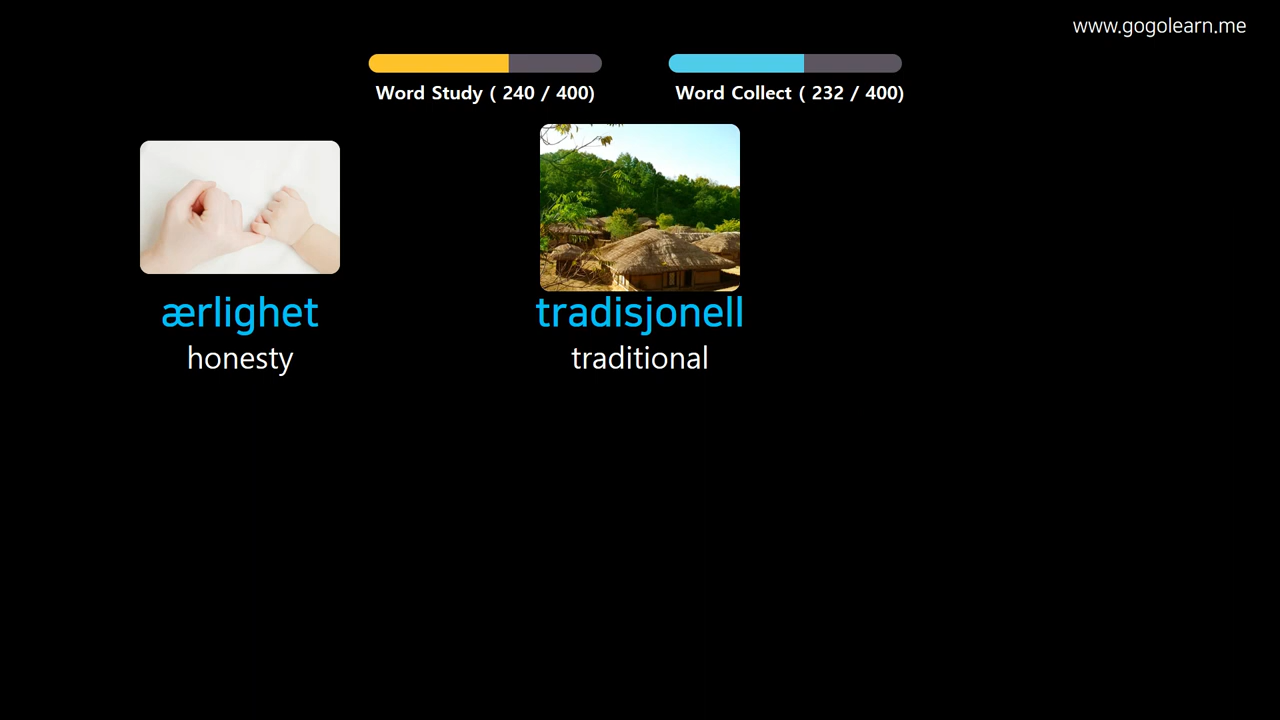 www.gogolearn.me
Word Study ( 240 / 400)
Word Collect ( 232 / 400)
ærlighet
honesty
tradisjonell
traditional